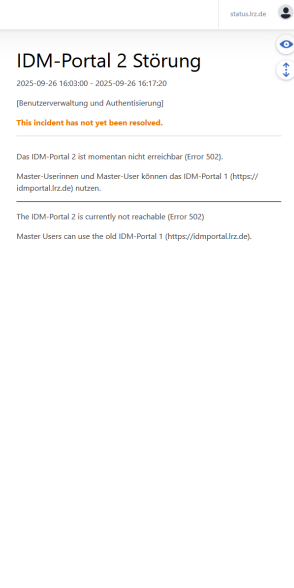 status.lrz.de
IDM-Portal 2 Störung
2025-09-26 16:03:00 - 2025-09-26 16:17:20
[Benutzerverwaltung und Authentisierung]
This incident has not yet been resolved.
Das IDM-Portal 2 ist momentan nicht erreichbar (Error 502).
Master-Userinnen und Master-User können das IDM-Portal 1 (https://
idmportal.lrz.de) nutzen.
The IDM-Portal 2 is currently not reachable (Error 502)
Master Users can use the old IDM-Portal 1 (https://idmportal.lrz.de).